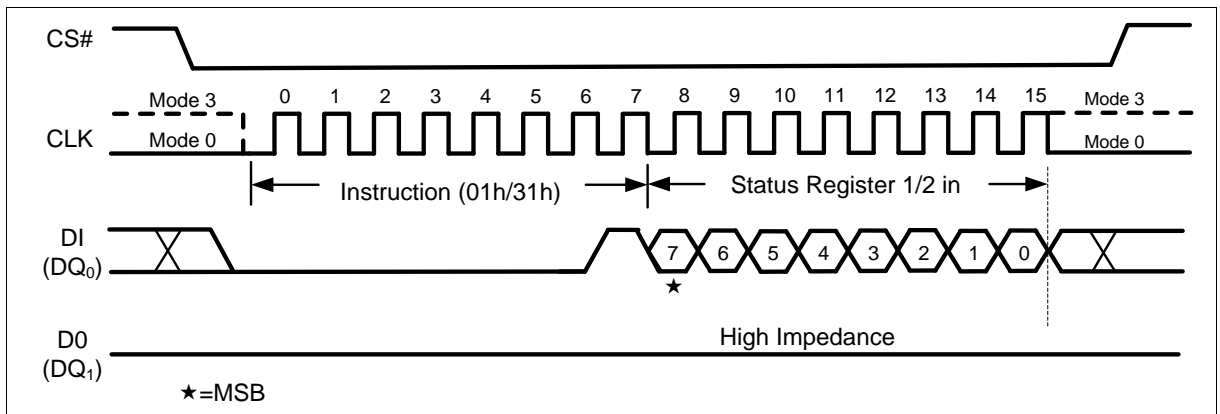 CS#
Mode 3
0 1 2 3 4 5 6 7 8 9 10 11 12 13 14 15
Mode 3
CLK
Mode 0
Mode 0
Instruction (01h/31h)
Status Register 1/2 in
DI
(DQ0)
7 6 5 4 3 2 1 0
★
D0
(DQ1)
High Impedance
★=MSB